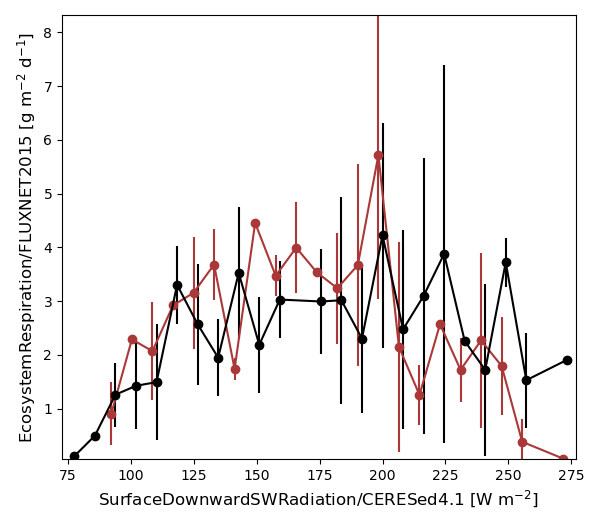 8
7
6
5
4
3
2
1
EcosystemRespiration/FLUXNET2015 [g m⁻² d⁻¹]
75 100 125 150 175 200 225 250 275
SurfaceDownwardSWRadiation/CERESed4.1 [W m⁻²]